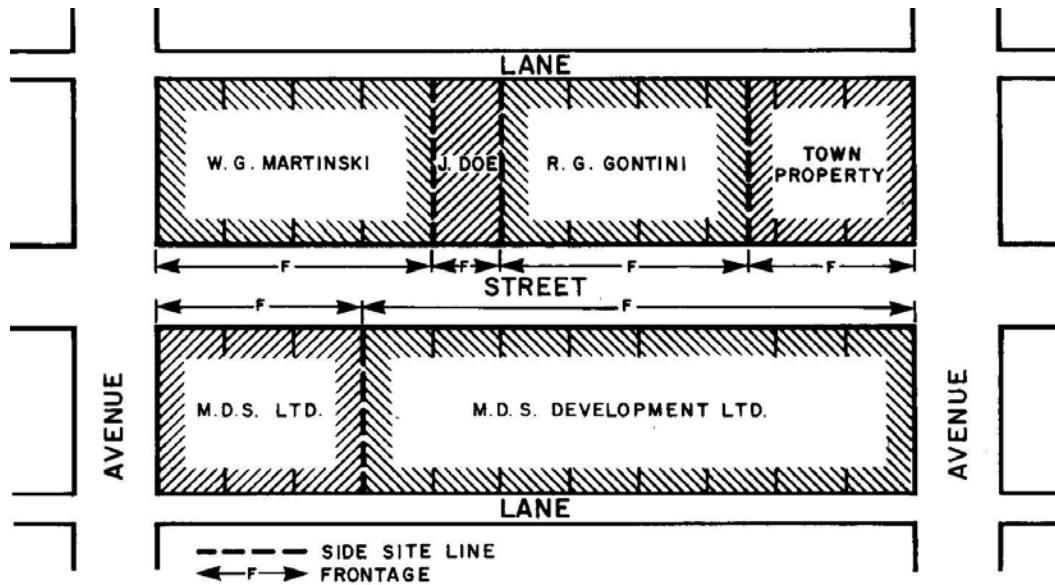 LANE
W. G. MARTINSKI
J. DOE
R. G. GONTINI
TOWN
PROPERTY
F
F
F
F
STREET
F
F
AVENUE
M.D.S. LTD.
M.D.S. DEVELOPMENT LTD.
AVENUE
LANE
SIDE SITE LINE
F
FRONTAGE